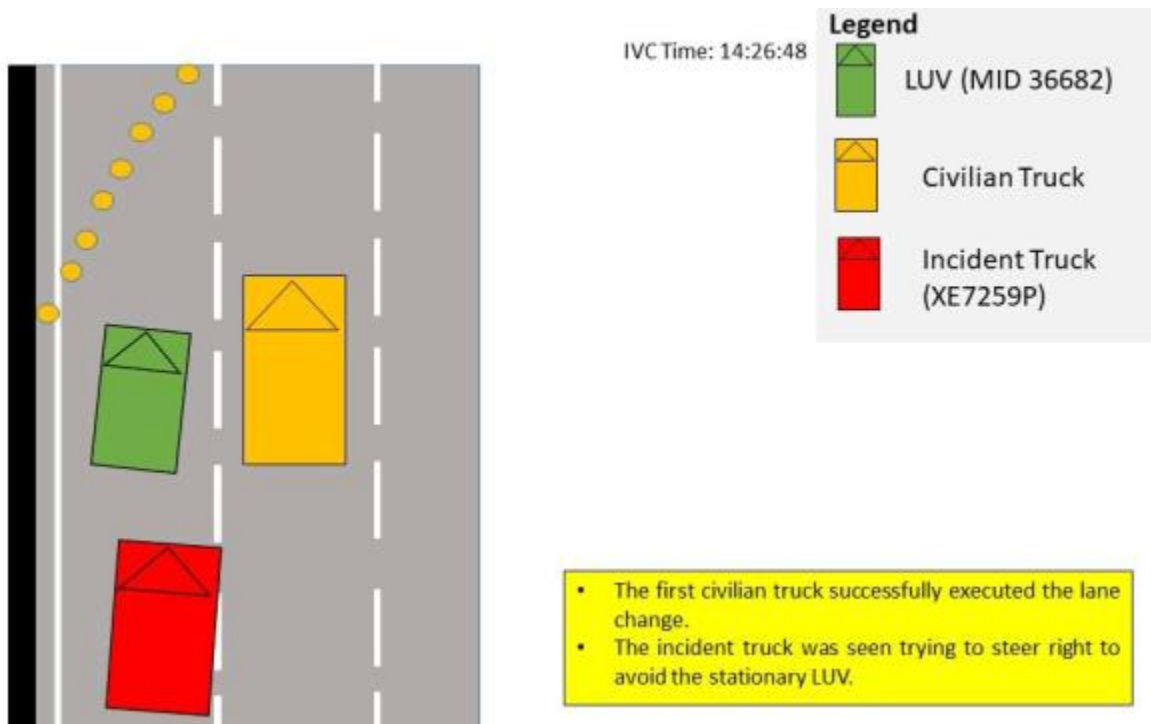 Legend
IVC Time: 14:26:48
LUV (MID 36682)
Civilian Truck
Incident Truck
(XE7259P)
• The first civilian truck successfully executed the lane
change.
• The incident truck was seen trying to steer right to
avoid the stationary LUV.